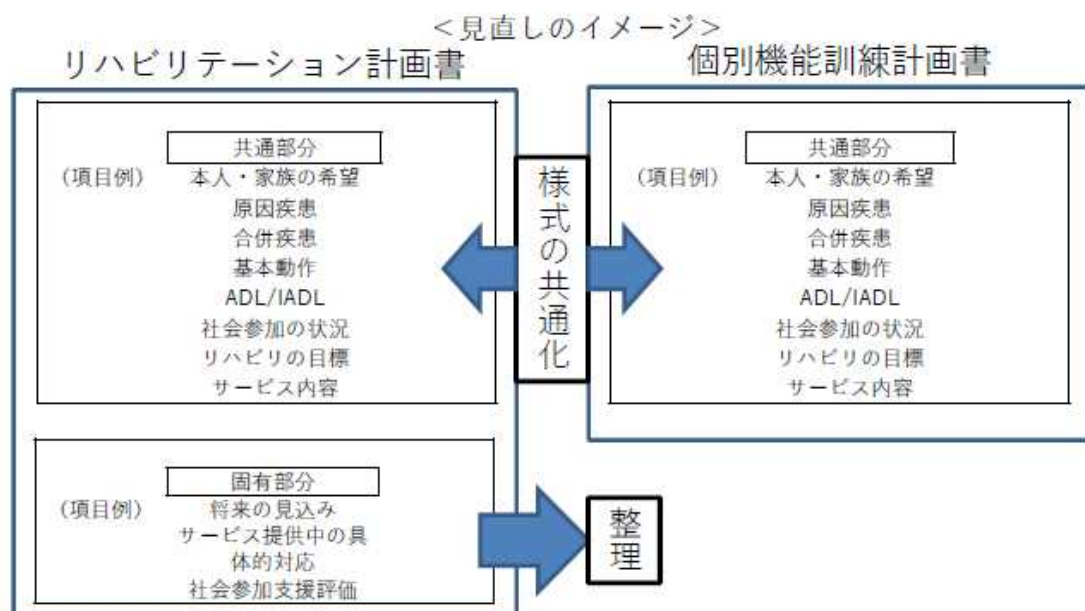 <見直しのイメージ>
リハビリテーション計画書
共通部分
(項目例)
本人・家族の希望
原因疾患
合併疾患
基本動作
ADL/IADL
社会参加の状況
リハビリの目標
サービス内容
様式の共通化
個別機能訓練計画書
共通部分
(項目例)
本人・家族の希望
原因疾患
合併疾患
基本動作
ADL/IADL
社会参加の状況
リハビリの目標
サービス内容
固有部分
(項目例)
将来の見込み
サービス提供中の具
体的対応
社会参加支援評価
整理